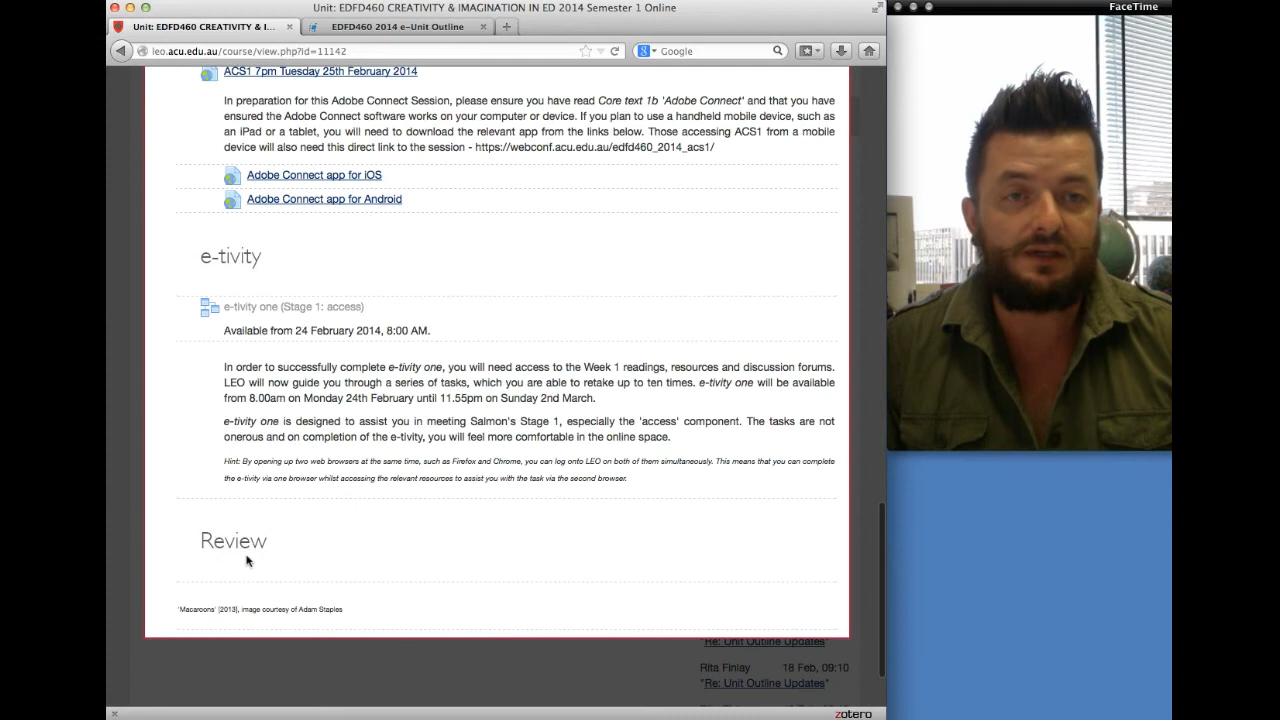 Unit: EDFD460 CREATIVITY & IMAGINATION IN ED 2014 Semester 1 Online
FaceTime
Unit: EDFD460 CREATIVITY & I...
EDFD460 2014 e-Unit Outline
leo.acu.edu.au/course/view.php?id=11142
Google
ACS1 7pm Tuesday 25th February 2014
In preparation for this Adobe Connect Session, please ensure you have read Core text 1b 'Adobe Connect' and that you have
ensured the Adobe Connect software works on your computer or device. If you plan to use a handheld mobile device, such as
an iPad or a tablet, you will need to download the relevant app from the links below. Those accessing ACS1 from a mobile
device will also need this direct link to the session - https://webconf.acu.edu.au/edfd460_2014_acs1/
Adobe Connect app for iOS
Adobe Connect app for Android
e-tivity
e-tivity one (Stage 1: access)
Available from 24 February 2014, 8:00 AM.
In order to successfully complete e-tivity one, you will need access to the Week 1 readings, resources and discussion forums.
LEO will now guide you through a series of tasks, which you are able to retake up to ten times. e-tivity one will be available
from 8.00am on Monday 24th February until 11.55pm on Sunday 2nd March.
e-tivity one is designed to assist you in meeting Salmon's Stage 1, especially the 'access' component. The tasks are not
onerous and on completion of the e-tivity, you will feel more comfortable in the online space.
Hint: By opening up two web browsers at the same time, such as Firefox and Chrome, you can log onto LEO on both of them simultaneously. This means that you can complete
the e-tivity via one browser whilst accessing the relevant resources to assist you with the task via the second browser.
Review
'Macaroons' [2013], image courtesy of Adam Staples
"Re: Unit Outline Updates"
Rita Finlay 18 Feb, 09:10
"Re: Unit Outline Updates"
zotero